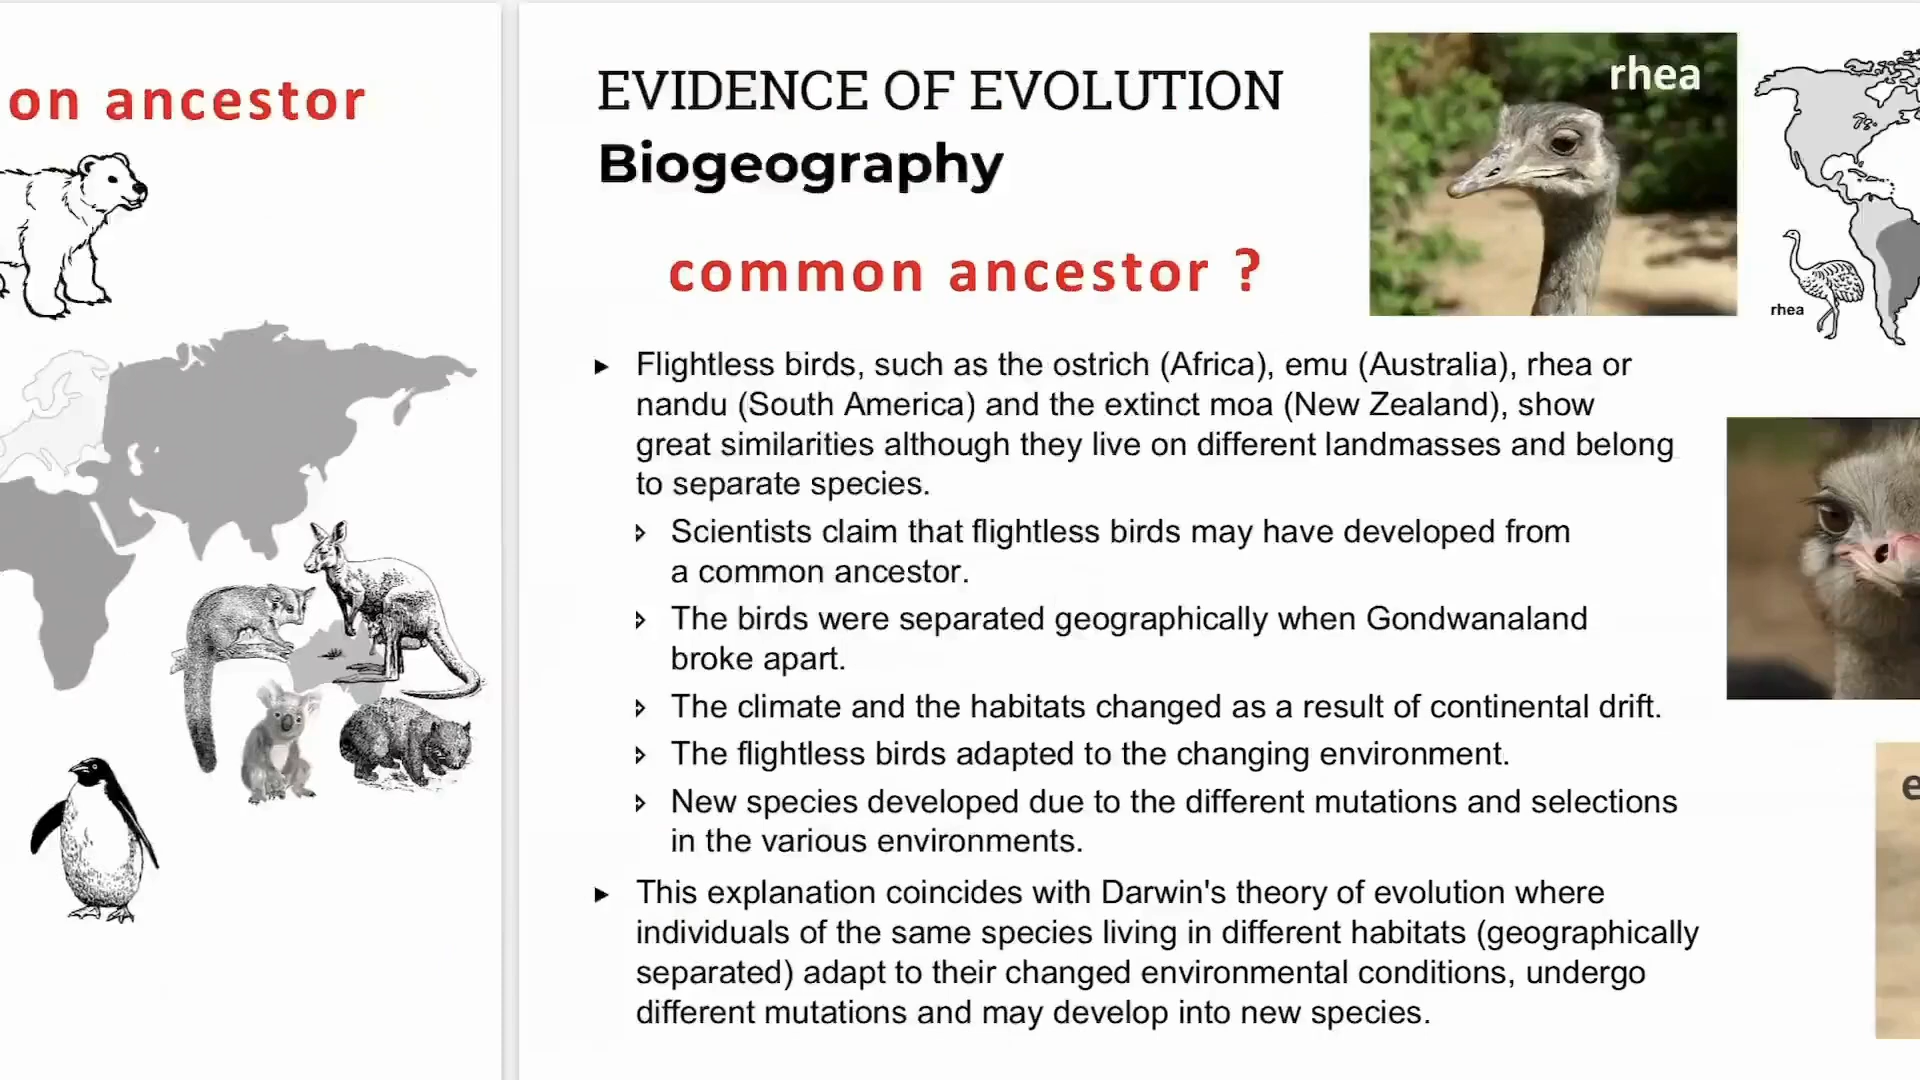 on ancestor
EVIDENCE OF EVOLUTION
Biogeography
common ancestor ?
rhea
rhea
Flightless birds, such as the ostrich (Africa), emu (Australia), rhea or
nandu (South America) and the extinct moa (New Zealand), show
great similarities although they live on different landmasses and belong
to separate species.
Scientists claim that flightless birds may have developed from
a common ancestor.
The birds were separated geographically when Gondwanaland
broke apart.
The climate and the habitats changed as a result of continental drift.
The flightless birds adapted to the changing environment.
New species developed due to the different mutations and selections
in the various environments.
This explanation coincides with Darwin's theory of evolution where
individuals of the same species living in different habitats (geographically
separated) adapt to their changed environmental conditions, undergo
different mutations and may develop into new species.